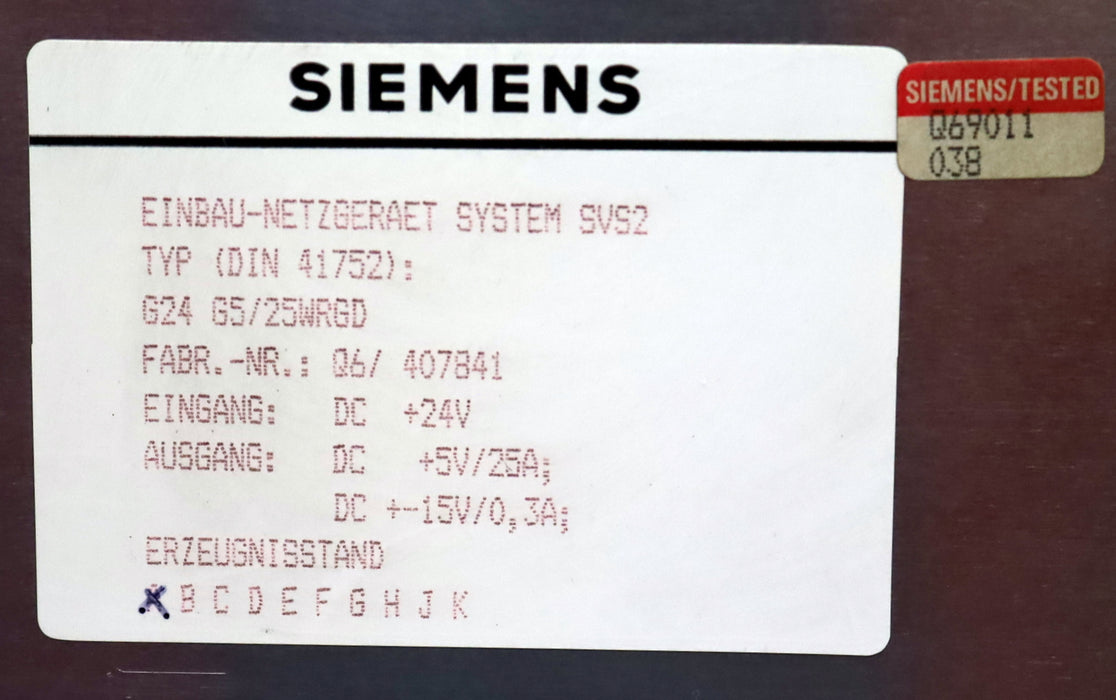 SIEMENS
SIEMENS/TESTED
Q69011
038
EINBAU-NETZGERAET SYSTEM SVS2
TYP (DIN 41752):
G24 G5/25WRGD
FABR.-NR.: Q6/ 407841
EINGANG: DC +24V
AUSGANG: DC +5V/25A;
DC +-15V/0,3A;
ERZEUGNISSTAND
A B C D E F G H J K